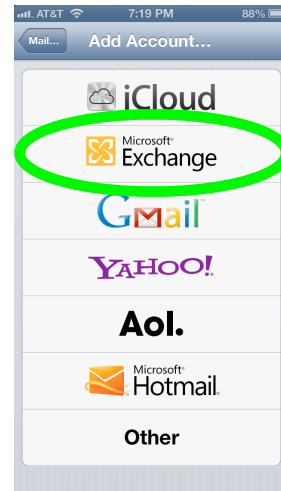 AT&T 7:19 PM 88%
Mail... Add Account...
iCloud
Microsoft®
Exchange
Gmail
YAHOO!
Aol.
Microsoft®
Hotmail
Other